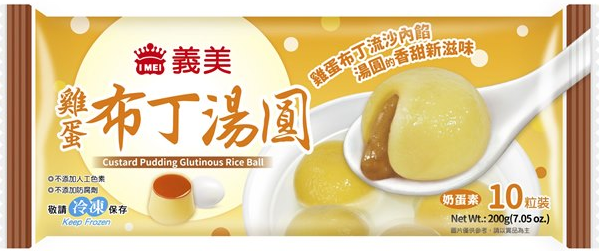 I MEI
義美
雞蛋
布丁湯圓
Custard Pudding Glutinous Rice Ball
不添加人工色素
不添加防腐劑
敬請冷凍保存
Keep Frozen
雞蛋布丁流沙內餡
湯圓的香甜新滋味
奶蛋素
10粒裝
Net Wt.: 200g(7.05 oz.)
圖片僅供參考,請以實品為主